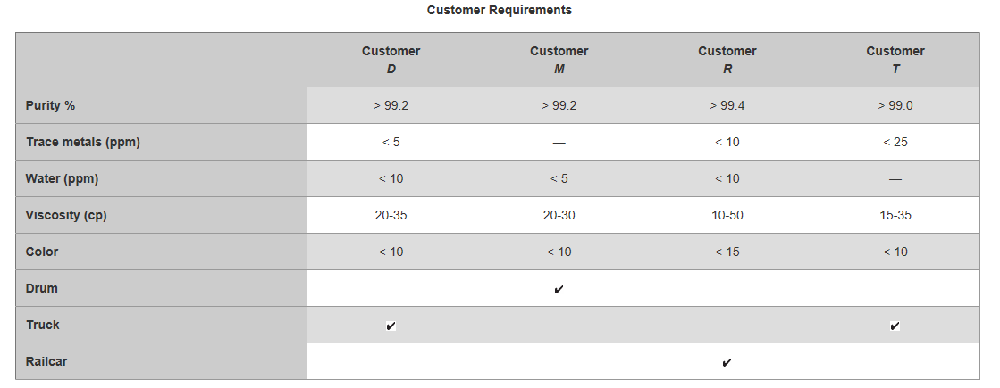 Customer Requirements
Customer D Customer M Customer R Customer T
Purity % > 99.2 > 99.2 > 99.4 > 99.0
Trace metals (ppm) < 5 — < 10 < 25
Water (ppm) < 10 < 5 < 10 —
Viscosity (cp) 20-35 20-30 10-50 15-35
Color < 10 < 10 < 15 < 10
Drum ✔
Truck ✔ ✔
Railcar ✔